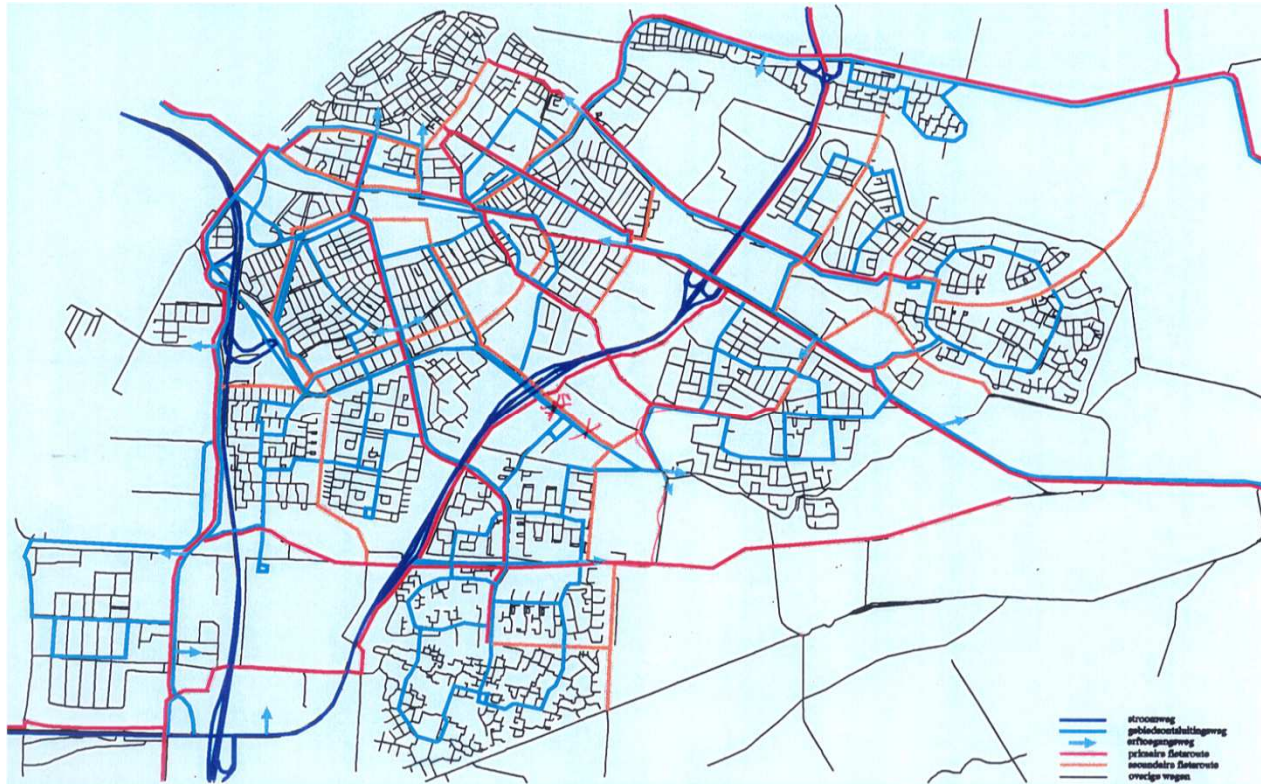 stroomweg
gebiedsontsluitingsweg
erftoegangsweg
primaire fietsroute
secundaire fietsroute
overige wegen